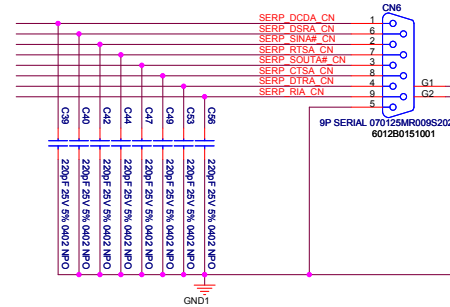 CN6
SERP_DCDA_CN 1
SERP_DSRA_CN 6
SERP_SINA#_CN 2
SERP_RTSA_CN 7
SERP_SOUTA#_CN 3
SERP_CTSA_CN 8
SERP_DTRA_CN 4
SERP_RIA_CN 9
5
G1
G2
9P SERIAL 070125MR009S202
6012B0151001
C39
C40
C42
C44
C47
C49
C53
C56
220pF 25V 5% 0402 NPO
220pF 25V 5% 0402 NPO
220pF 25V 5% 0402 NPO
220pF 25V 5% 0402 NPO
220pF 25V 5% 0402 NPO
220pF 25V 5% 0402 NPO
220pF 25V 5% 0402 NPO
220pF 25V 5% 0402 NPO
GND1